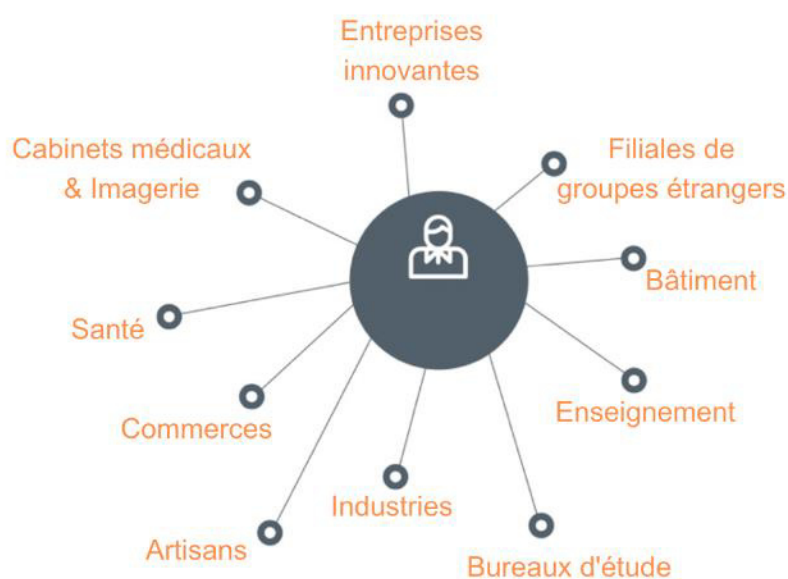 Entreprises
innovantes
Cabinets médicaux
& Imagerie
Filiales de
groupes étrangers
Bâtiment
Santé
Commerces
Enseignement
Industries
Artisans
Bureaux d'étude